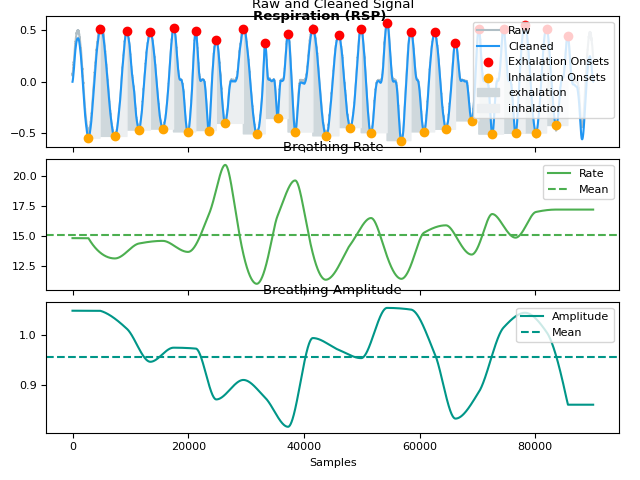 Raw and Cleaned Signal
Respiration (RSP)
0.5
0.0
−0.5
Raw
Cleaned
Exhalation Onsets
Inhalation Onsets
exhalation
inhalation
Breathing Rate
20.0
17.5
15.0
12.5
Rate
Mean
Breathing Amplitude
1.0
0.9
Amplitude
Mean
0 20000 40000 60000 80000
Samples